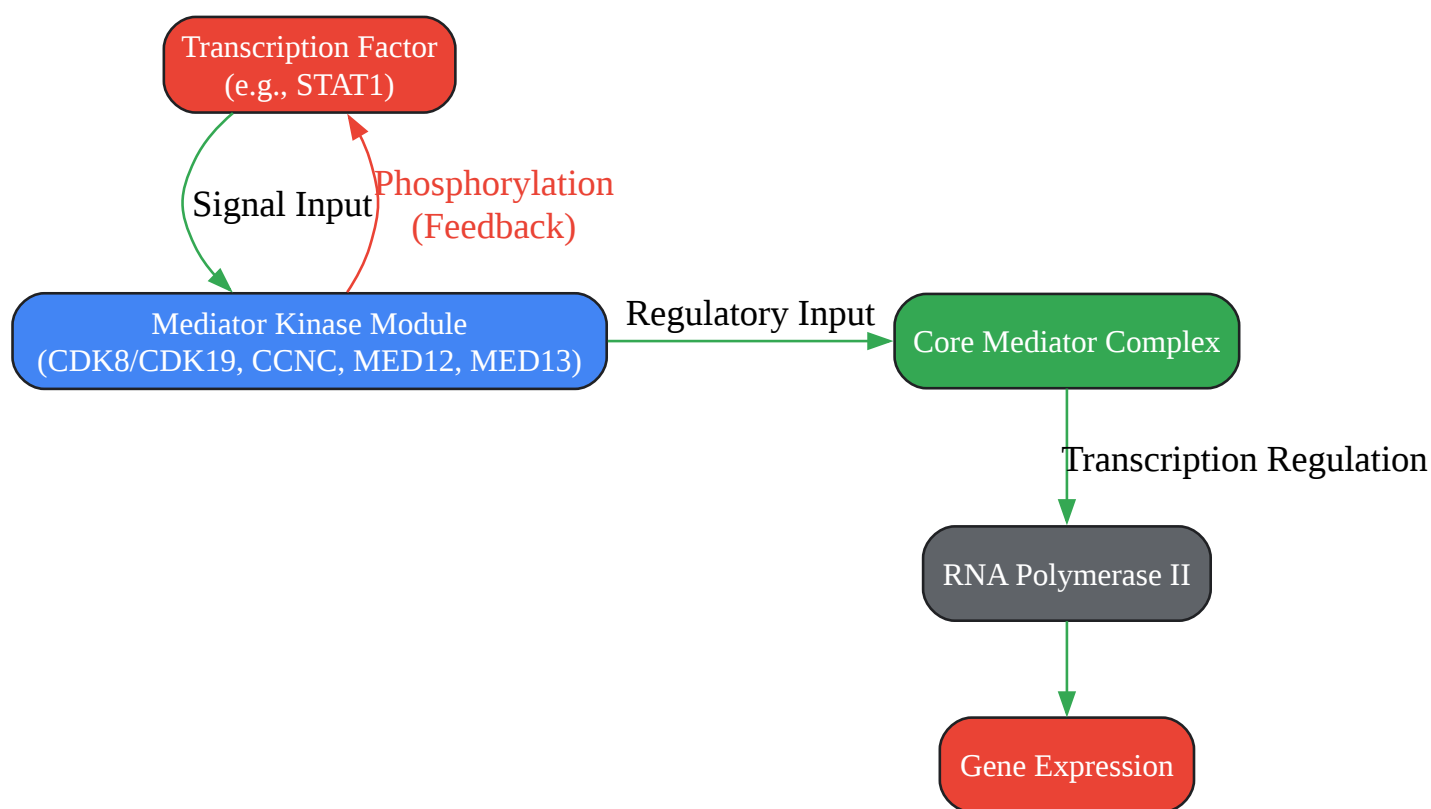 Transcription Factor
(e.g., STAT1)
Signal Input
Phosphorylation
(Feedback)
Mediator Kinase Module
(CDK8/CDK19, CCNC, MED12, MED13)
Regulatory Input
Core Mediator Complex
Transcription Regulation
RNA Polymerase II
Gene Expression